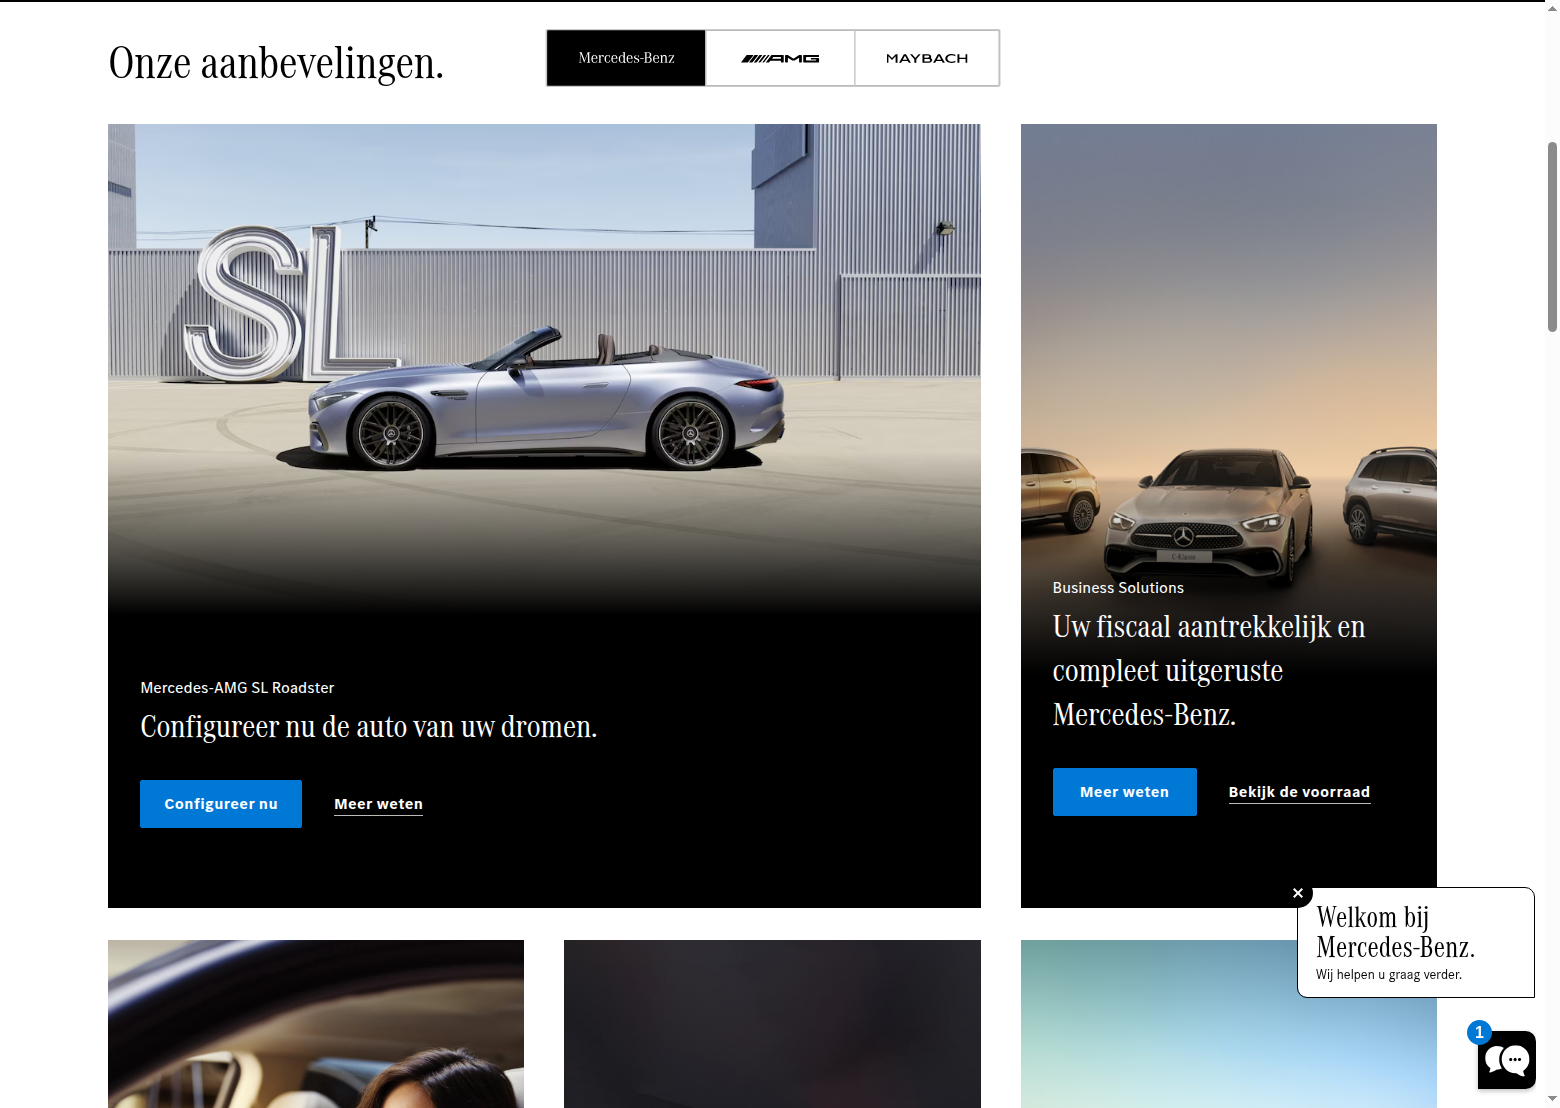 Onze aanbevelingen.
Mercedes-Benz
AMG
MAYBACH
SL
C-Klasse
Mercedes-AMG SL Roadster
Configureer nu de auto van uw dromen.
Configureer nu
Meer weten
Business Solutions
Uw fiscaal aantrekkelijk en
compleet uitgeruste
Mercedes-Benz.
Meer weten
Bekijk de voorraad
Welkom bij
Mercedes-Benz.
Wij helpen u graag verder.
1